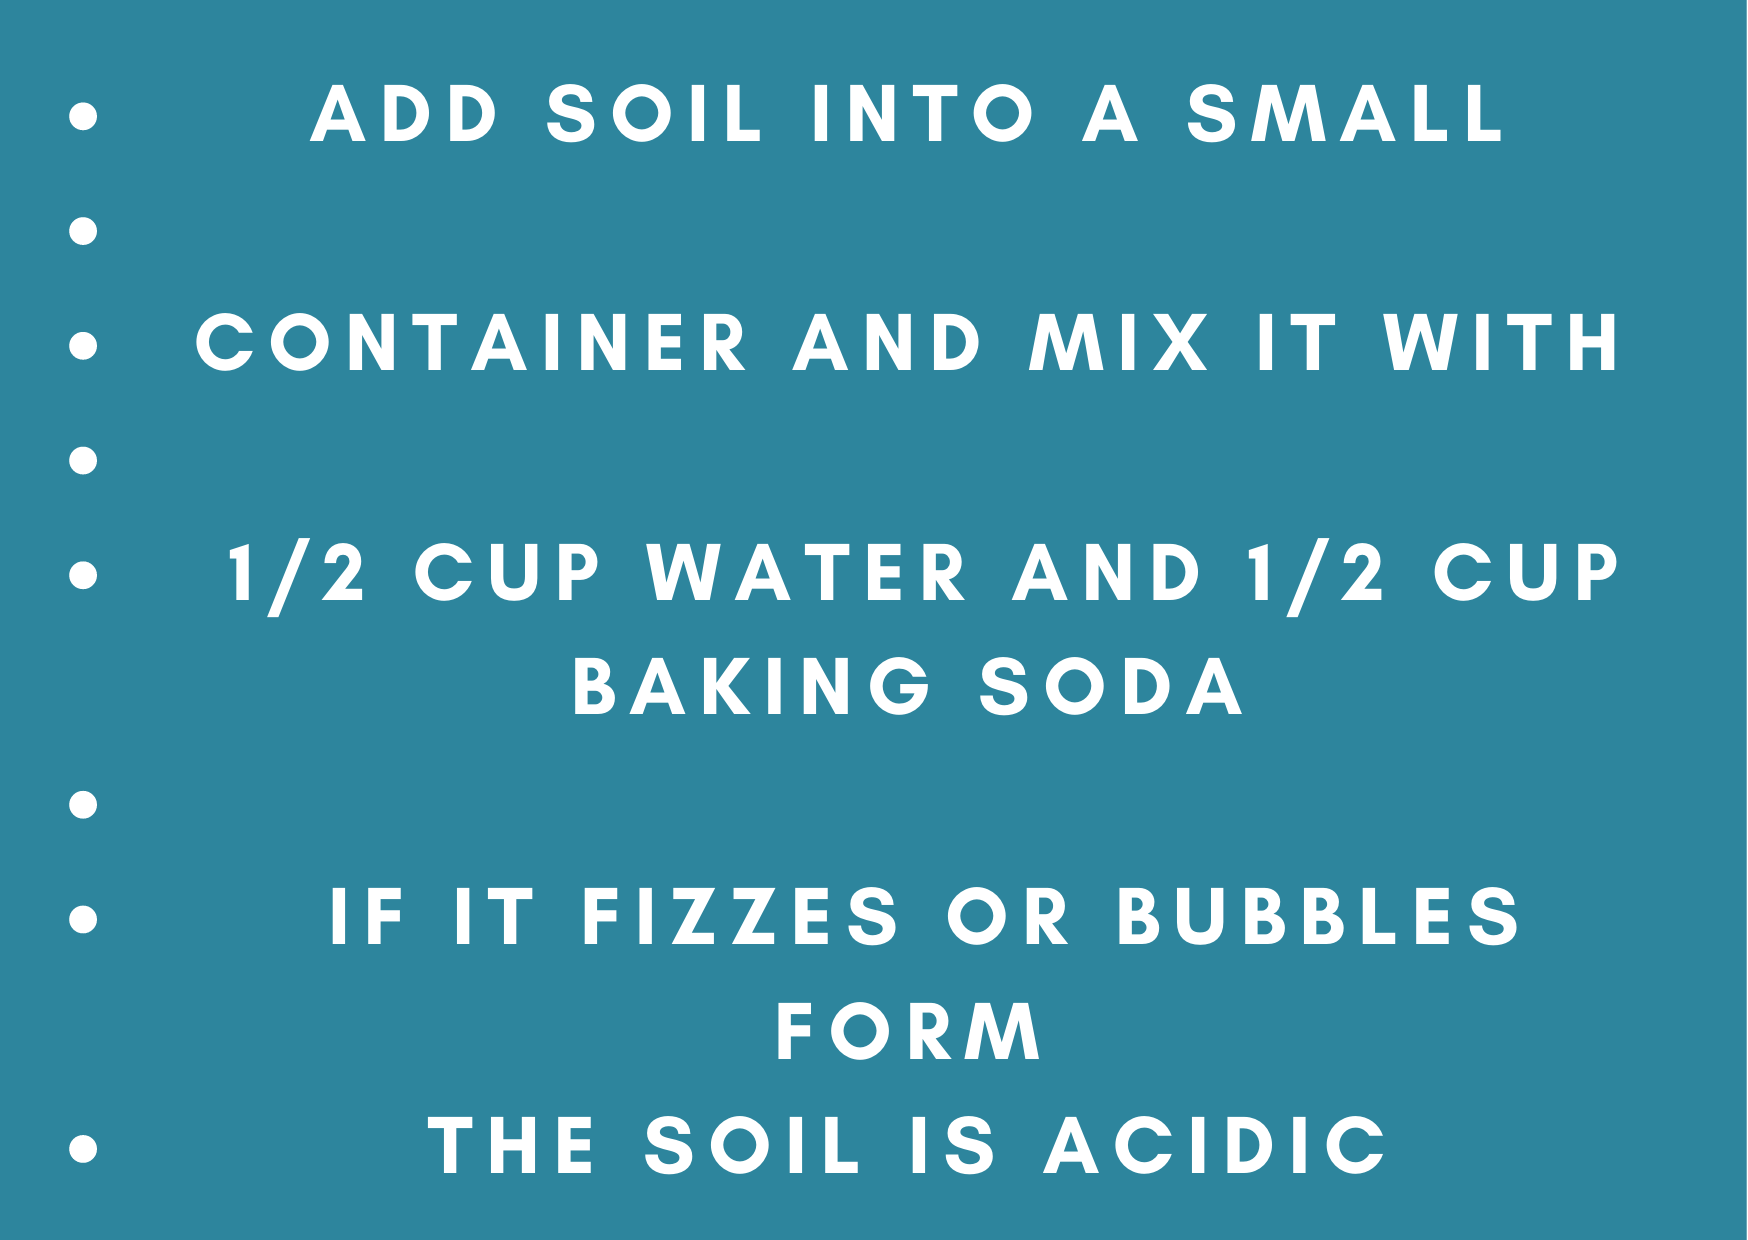 ADD SOIL INTO A SMALL
CONTAINER AND MIX IT WITH
1/2 CUP WATER AND 1/2 CUP
BAKING SODA
IF IT FIZZES OR BUBBLES
FORM
THE SOIL IS ACIDIC